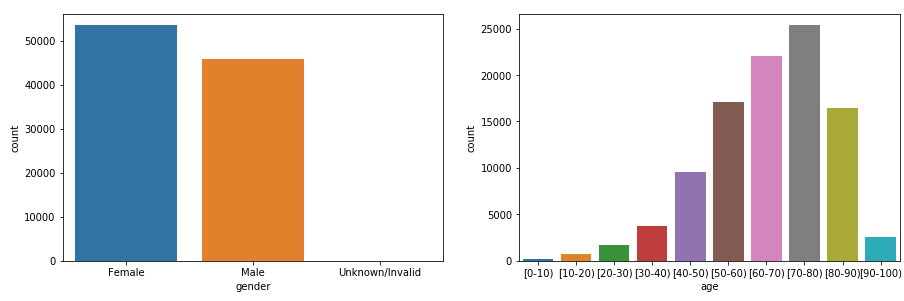 50000
40000
30000
20000
10000
0
count
Female Male Unknown/Invalid
gender
25000
20000
15000
10000
5000
0
count
[0-10) [10-20) [20-30) [30-40) [40-50) [50-60) [60-70) [70-80) [80-90) [90-100)
age